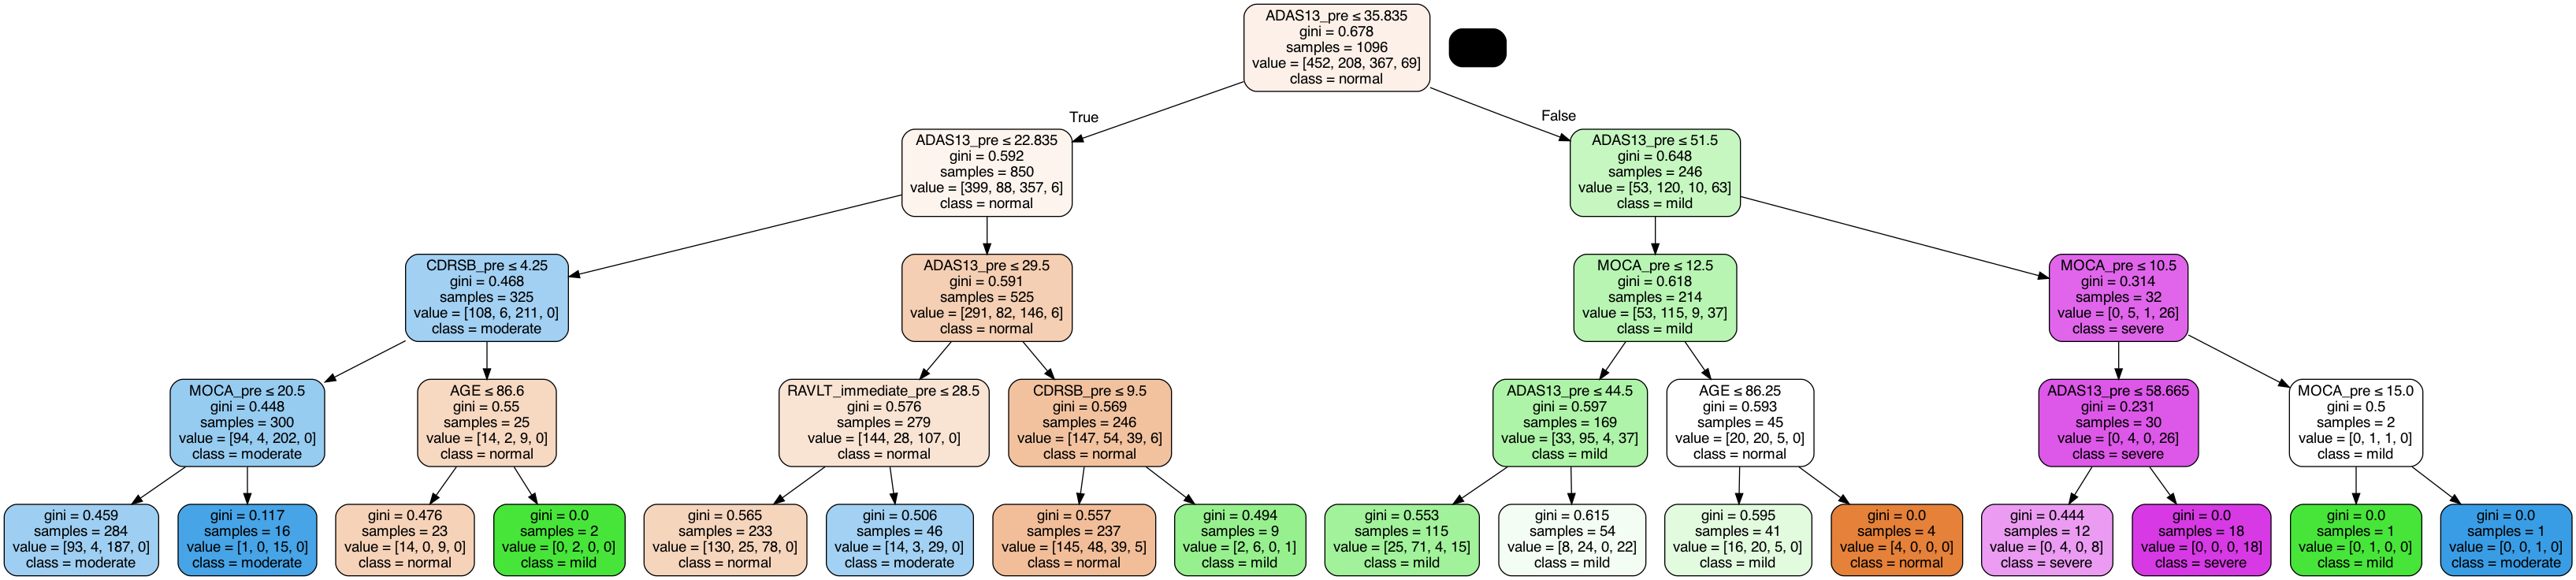 ADAS13_pre ≤ 35.835
gini = 0.678
samples = 1096
value = [452, 208, 367, 69]
class = normal
True
False
ADAS13_pre ≤ 22.835
gini = 0.592
samples = 850
value = [399, 88, 357, 6]
class = normal
ADAS13_pre ≤ 51.5
gini = 0.648
samples = 246
value = [53, 120, 10, 63]
class = mild
CDRSB_pre ≤ 4.25
gini = 0.468
samples = 325
value = [108, 6, 211, 0]
class = moderate
ADAS13_pre ≤ 29.5
gini = 0.591
samples = 525
value = [291, 82, 146, 6]
class = normal
MOCA_pre ≤ 12.5
gini = 0.618
samples = 214
value = [53, 115, 9, 37]
class = mild
MOCA_pre ≤ 10.5
gini = 0.314
samples = 32
value = [0, 5, 1, 26]
class = severe
MOCA_pre ≤ 20.5
gini = 0.448
samples = 300
value = [94, 4, 202, 0]
class = moderate
AGE ≤ 86.6
gini = 0.55
samples = 25
value = [14, 2, 9, 0]
class = normal
RAVLT_immediate_pre ≤ 28.5
gini = 0.576
samples = 279
value = [144, 28, 107, 0]
class = normal
CDRSB_pre ≤ 9.5
gini = 0.569
samples = 246
value = [147, 54, 39, 6]
class = normal
ADAS13_pre ≤ 44.5
gini = 0.597
samples = 169
value = [33, 95, 4, 37]
class = mild
AGE ≤ 86.25
gini = 0.593
samples = 45
value = [20, 20, 5, 0]
class = normal
ADAS13_pre ≤ 58.665
gini = 0.231
samples = 30
value = [0, 4, 0, 26]
class = severe
MOCA_pre ≤ 15.0
gini = 0.5
samples = 2
value = [0, 1, 1, 0]
class = mild
gini = 0.459
samples = 284
value = [93, 4, 187, 0]
class = moderate
gini = 0.117
samples = 16
value = [1, 0, 15, 0]
class = moderate
gini = 0.476
samples = 23
value = [14, 0, 9, 0]
class = normal
gini = 0.0
samples = 2
value = [0, 2, 0, 0]
class = mild
gini = 0.565
samples = 233
value = [130, 25, 78, 0]
class = normal
gini = 0.506
samples = 46
value = [14, 3, 29, 0]
class = moderate
gini = 0.557
samples = 237
value = [145, 48, 39, 5]
class = normal
gini = 0.494
samples = 9
value = [2, 6, 0, 1]
class = mild
gini = 0.553
samples = 115
value = [25, 71, 4, 15]
class = mild
gini = 0.615
samples = 54
value = [8, 24, 0, 22]
class = mild
gini = 0.595
samples = 41
value = [16, 20, 5, 0]
class = mild
gini = 0.0
samples = 4
value = [4, 0, 0, 0]
class = normal
gini = 0.444
samples = 12
value = [0, 4, 0, 8]
class = severe
gini = 0.0
samples = 18
value = [0, 0, 0, 18]
class = severe
gini = 0.0
samples = 1
value = [0, 1, 0, 0]
class = mild
gini = 0.0
samples = 1
value = [0, 0, 1, 0]
class = moderate